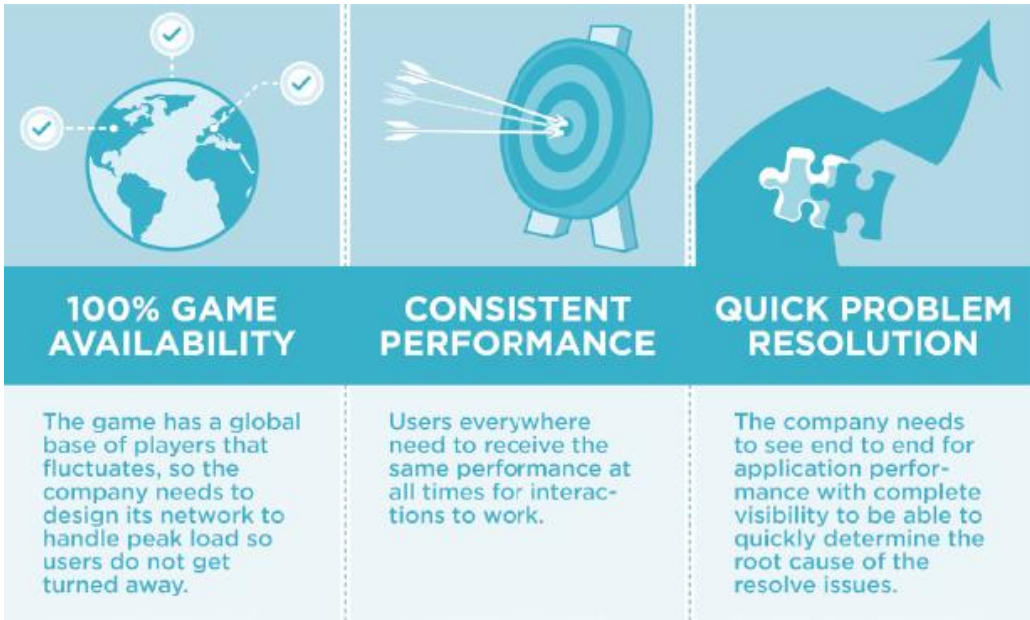 100% GAME
AVAILABILITY
The game has a global
base of players that
fluctuates, so the
company needs to
design its network to
handle peak load so
users do not get
turned away.
CONSISTENT
PERFORMANCE
Users everywhere
need to receive the
same performance at
all times for interac-
tions to work.
QUICK PROBLEM
RESOLUTION
The company needs
to see end to end for
application perfor-
mance with complete
visibility to be able to
quickly determine the
root cause of the
resolve issues.